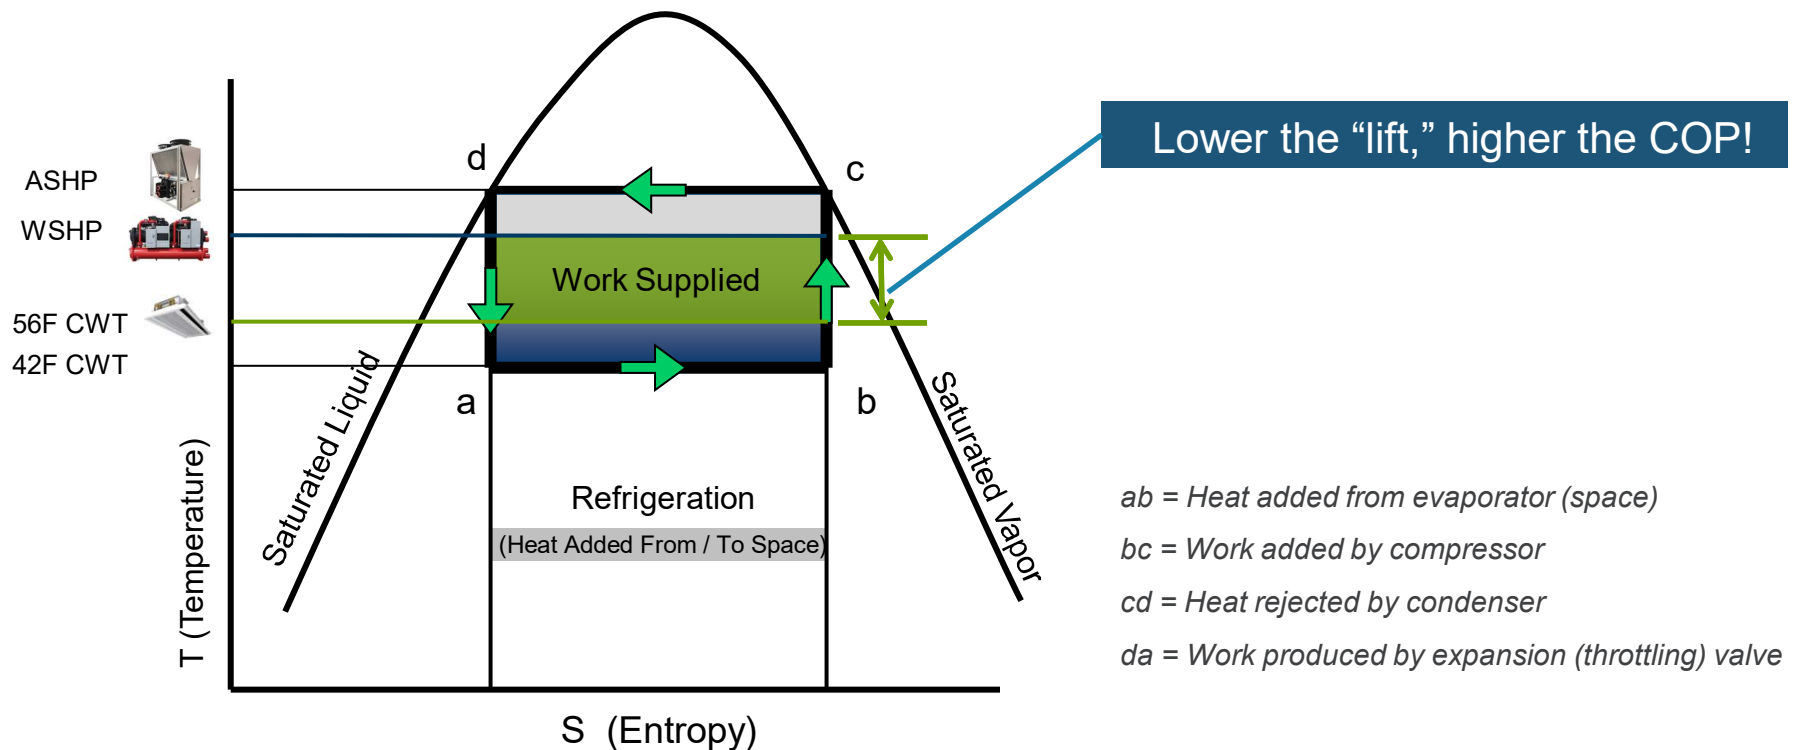 Lower the “lift,” higher the COP!
d
c
ASHP
WSHP
Work Supplied
56F CWT
42F CWT
a
b
Saturated Liquid
Saturated Vapor
T (Temperature)
Refrigeration
(Heat Added From / To Space)
S (Entropy)
ab = Heat added from evaporator (space)
bc = Work added by compressor
cd = Heat rejected by condenser
da = Work produced by expansion (throttling) valve